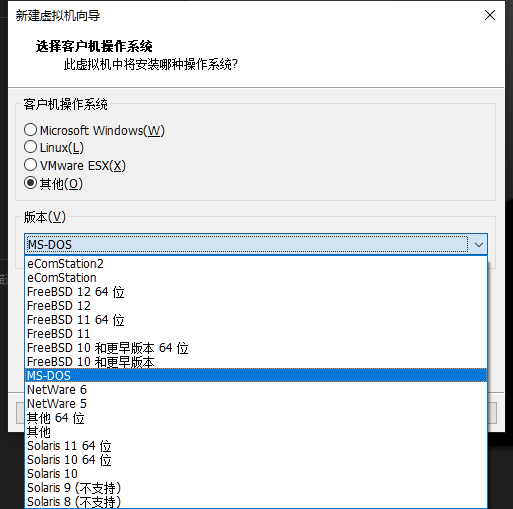 新建虚拟机向导
选择客户机操作系统
此虚拟机中将安装哪种操作系统?
客户机操作系统
Microsoft Windows(W)
Linux(L)
VMware ESX(X)
其他(O)
版本(V)
MS-DOS
eComStation2
eComStation
FreeBSD 12 64 位
FreeBSD 12
FreeBSD 11 64 位
FreeBSD 11
FreeBSD 10 和更早版本 64 位
FreeBSD 10 和更早版本
MS-DOS
NetWare 6
NetWare 5
其他 64 位
其他
Solaris 11 64 位
Solaris 10 64 位
Solaris 10
Solaris 9 (不支持)
Solaris 8 (不支持)